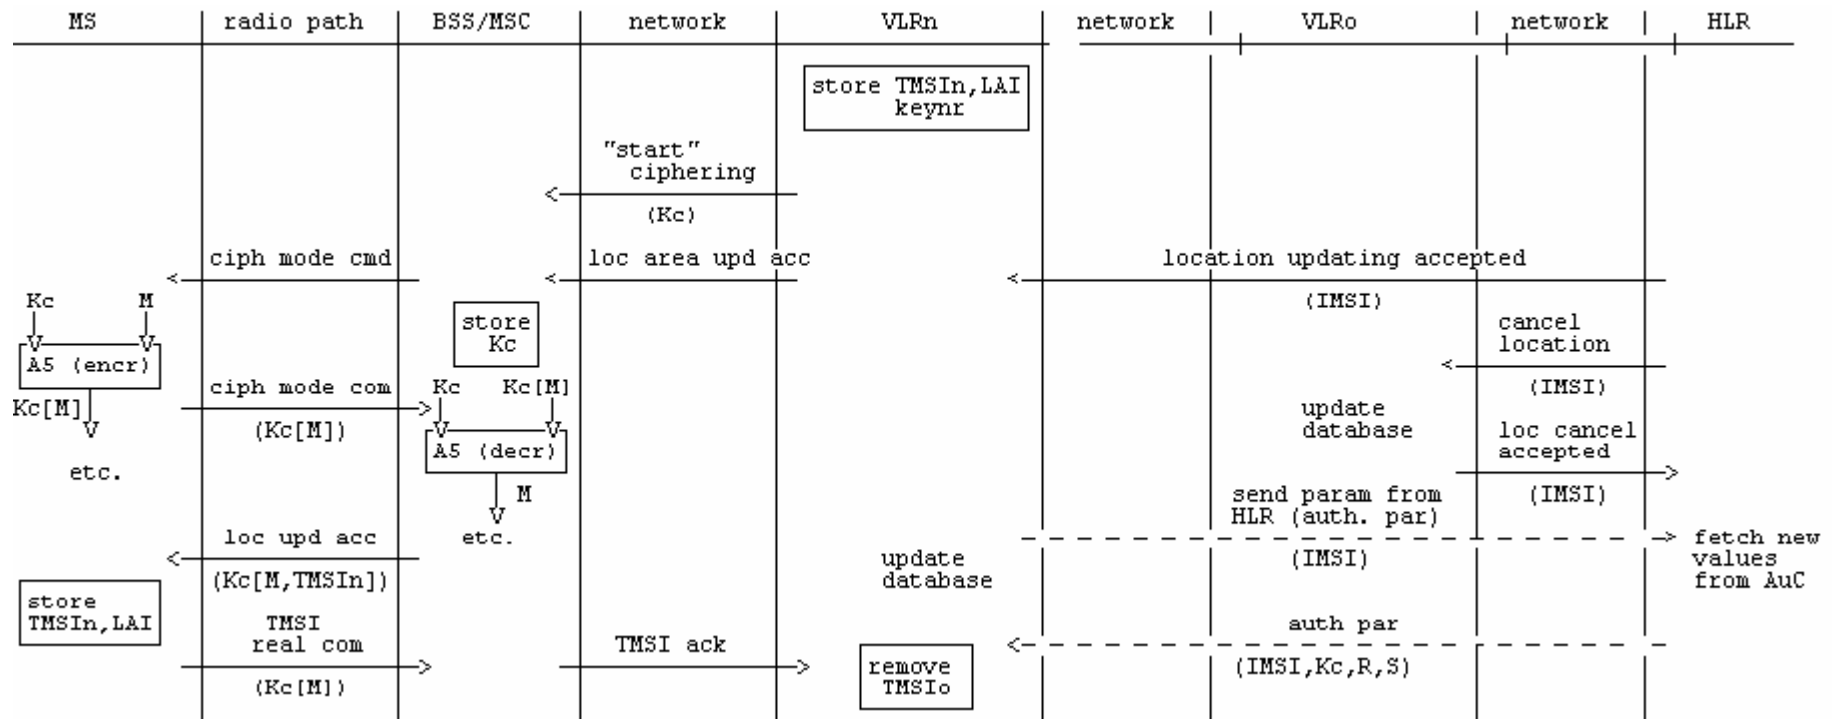 MS radio path BSS/MSC network VLRn network VLRo network HLR
store TMSIn,LAI
keynr
"start"
ciphering
(Kc)
ciph mode cmd loc area upd acc location updating accepted
(IMSI)
Kc M
store
Kc
cancel
location
A5 (encr)
(IMSI)
ciph mode com Kc Kc[M]
Kc[M]
(Kc[M])
update
database
loc cancel
accepted
A5 (decr)
etc.
(IMSI)
M
send param from
HLR (auth. par)
loc upd acc etc.
(IMSI)
fetch new
values
from AuC
update
database
(Kc[M,TMSIn])
store
TMSIn,LAI
TMSI
real com
TMSI ack
auth par
(Kc[M])
remove
TMSIo
(IMSI,Kc,R,S)